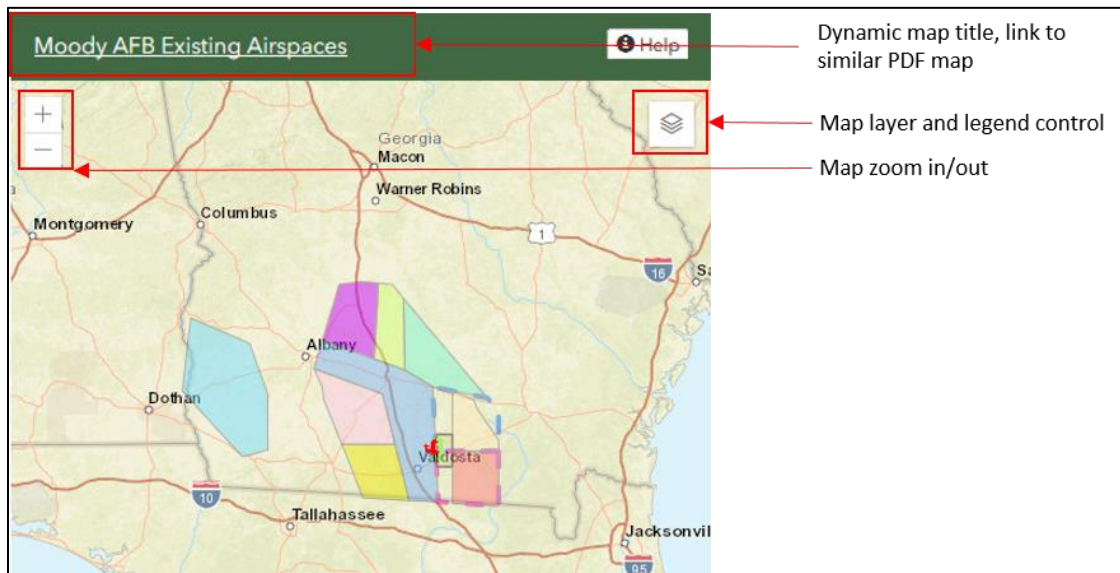 Moody AFB Existing Airspaces
Help
Dynamic map title, link to
similar PDF map
+
−
Map layer and legend control
Map zoom in/out
Georgia
Macon
Warner Robins
Columbus
Montgomery
1
16
Sa
Albany
Dothan
Valdosta
10
Tallahassee
Jacksonvil
95